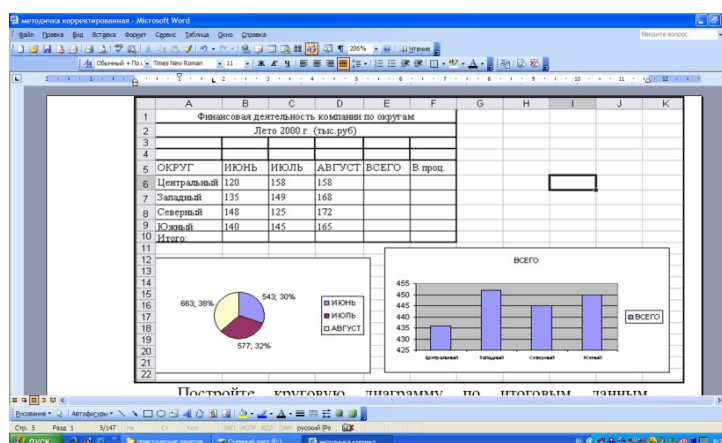 методичка корректированная - Microsoft Word
Файл Правка Вид Вставка Формат Сервис Таблица Окно Справка
Введите вопрос
206% Чтение
Обычный + По Times New Roman 11 Ж К Ч
A B C D E F G H I J K
1 Финансовая деятельность компании по округам
2 Лето 2000 г. (тыс.руб)
3
4
5 ОКРУГ ИЮНЬ ИЮЛЬ АВГУСТ ВСЕГО В проц.
6 Центральный 120 158 158
7 Западный 135 149 168
8 Северный 148 125 172
9 Южный 140 145 165
10 Итого:
11
12
13
14
15
16
17
18
19
20
21
22
663; 38%
543; 30%
577; 32%
ИЮНЬ
ИЮЛЬ
АВГУСТ
ВСЕГО
455
450
445
440
435
430
425
Центральный Западный Северный Южный
ВСЕГО
Постройте круговую диаграмму по итоговым данным
Рисование Автофигуры
Стр. 5 Разд 1 5/147 На Ст Кол ЗАП ИСПР ВДЛ ЗАМ русский (Ро
пуск практические занятия Съемный диск (F:) методичка коррект...